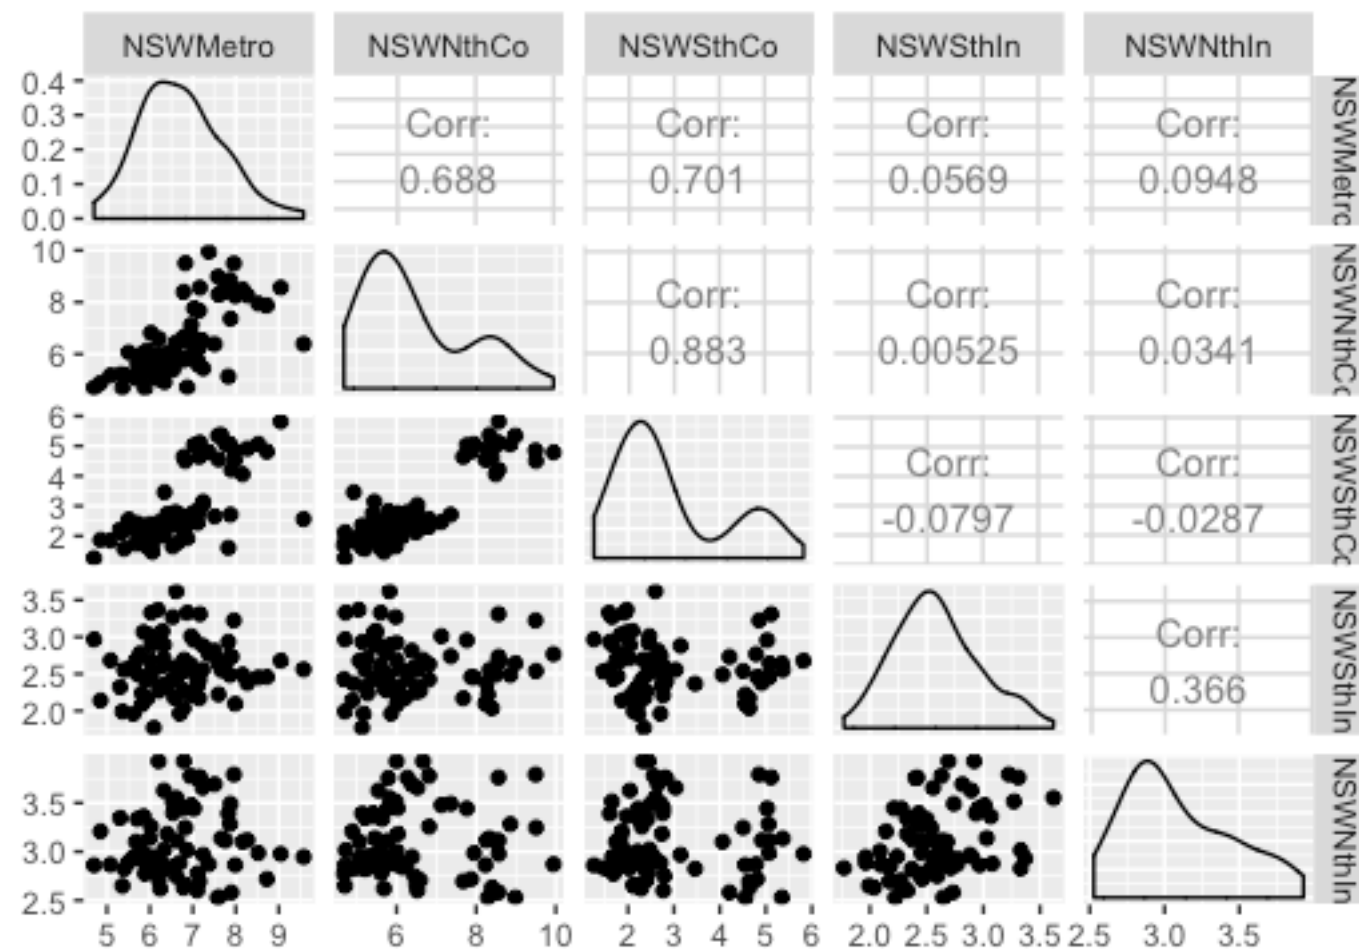 NSWMetro NSWNthCo NSWSthCo NSWSthIn NSWNthIn
0.4
0.3
0.2
0.1
0.0
Corr: Corr: Corr: Corr:
0.688 0.701 0.0569 0.0948
NSWMetro
10
8
6
Corr: Corr: Corr:
0.883 0.00525 0.0341
NSWNthCo
6
5
4
3
2
Corr: Corr:
-0.0797 -0.0287
NSWSthCo
3.5
3.0
2.5
2.0
Corr:
0.366
NSWSthIn
3.5
3.0
2.5
NSWNthIn
5 6 7 8 9 6 8 10 2 3 4 5 6 2.0 2.5 3.0 3.5 2.5 3.0 3.5